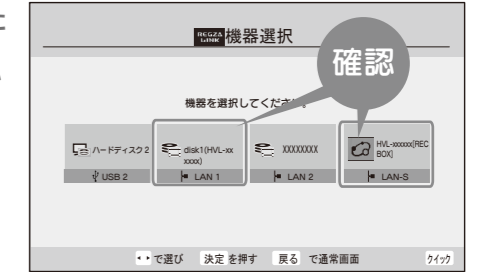 に
REGZA LINK 機器選択
確認
機器を選択してください。
ハードディスク2
disk1(HVL-xx
xxxx)
XXXXXXXX
HVL-xxxxxx[REC
BOX]
USB 2
LAN 1
LAN 2
LAN-S
で選び 決定 を押す 戻る で通常画面 クイック